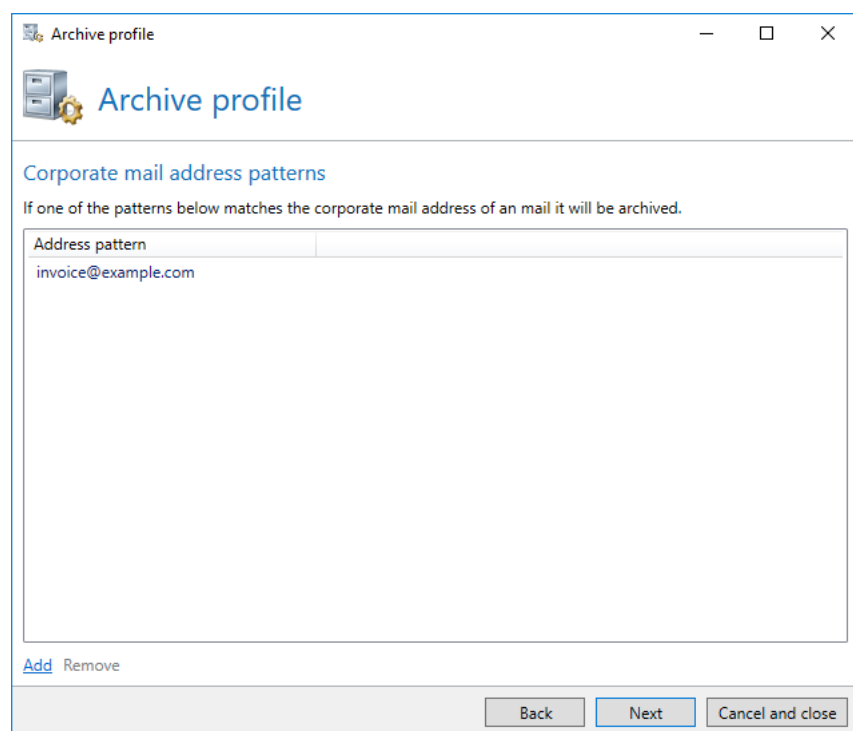 Archive profile
Archive profile
Corporate mail address patterns
If one of the patterns below matches the corporate mail address of an mail it will be archived.
Address pattern
invoice@example.com
Add Remove
Back Next Cancel and close